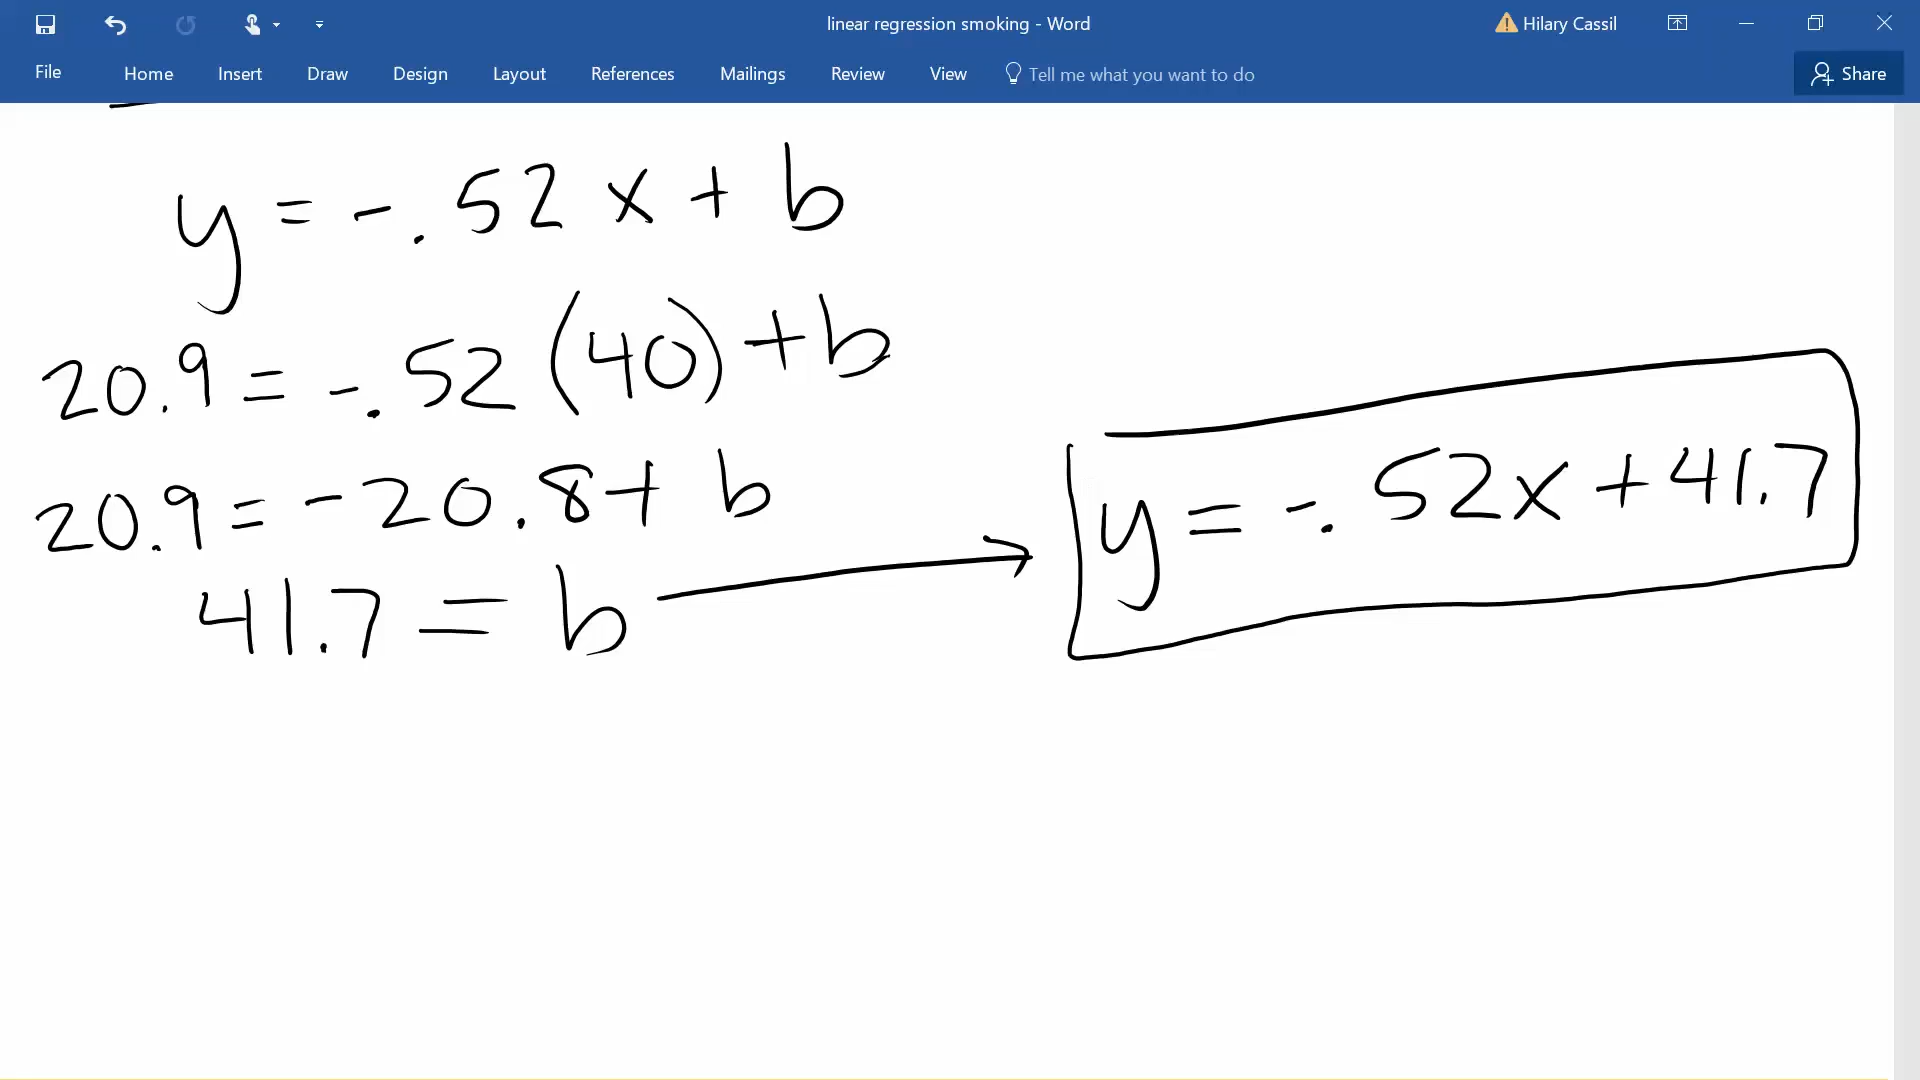 linear regression smoking - Word
Hilary Cassil
File Home Insert Draw Design Layout References Mailings Review View Tell me what you want to do Share
y = -.52x + b
20.9 = -.52(40) + b
20.9 = -20.8 + b
41.7 = b
y = -.52x + 41.7